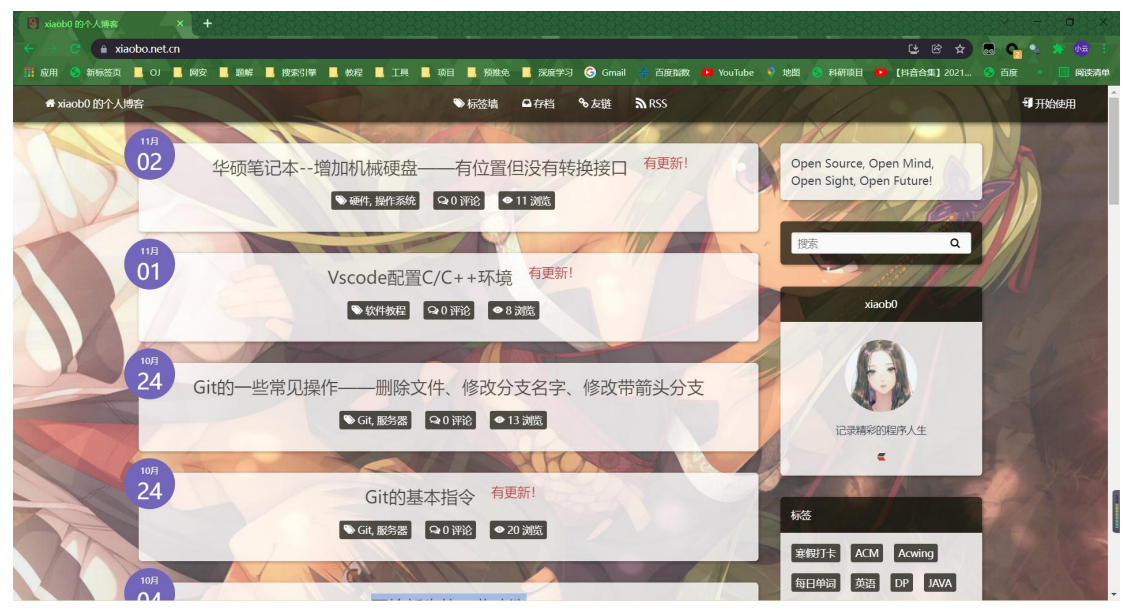 xiaob0 的个人博客
xiaobo.net.cn
应用 新标签页 OJ 网安 题解 搜索引擎 教程 工具 项目 预推免 深度学习 Gmail 百度指数 YouTube 地图 科研项目 【抖音合集】2021... 百度 阅读清单
xiaob0 的个人博客 标签墙 存档 友链 RSS 开始使用
11月
02
华硕笔记本--增加机械硬盘——有位置但没有转换接口 有更新!
硬件, 操作系统 0 评论 11 浏览
11月
01
Vscode配置C/C++环境 有更新!
软件教程 0 评论 8 浏览
10月
24
Git的一些常见操作——删除文件、修改分支名字、修改带箭头分支
Git, 服务器 0 评论 13 浏览
10月
24
Git的基本指令 有更新!
Git, 服务器 0 评论 20 浏览
10月
Open Source, Open Mind,
Open Sight, Open Future!
搜索
xiaob0
记录精彩的程序人生
标签
寒假打卡 ACM Acwing
每日单词 英语 DP JAVA